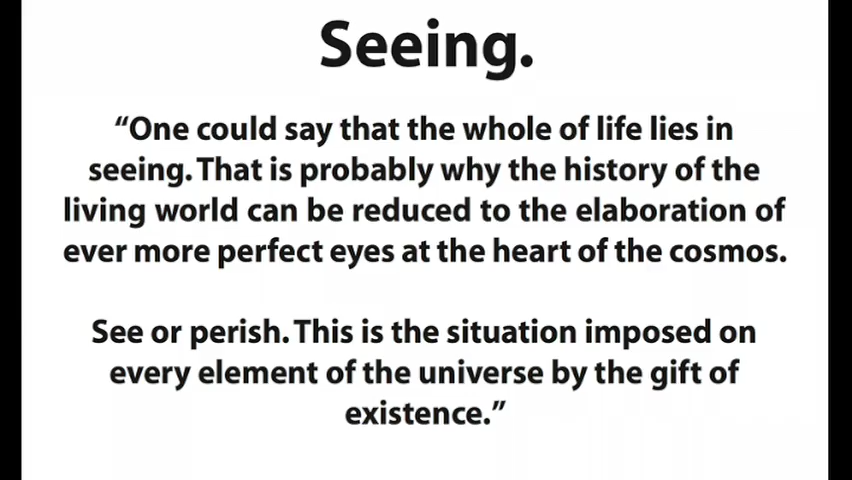 Seeing.
“One could say that the whole of life lies in
seeing. That is probably why the history of the
living world can be reduced to the elaboration of
ever more perfect eyes at the heart of the cosmos.
See or perish. This is the situation imposed on
every element of the universe by the gift of
existence.”